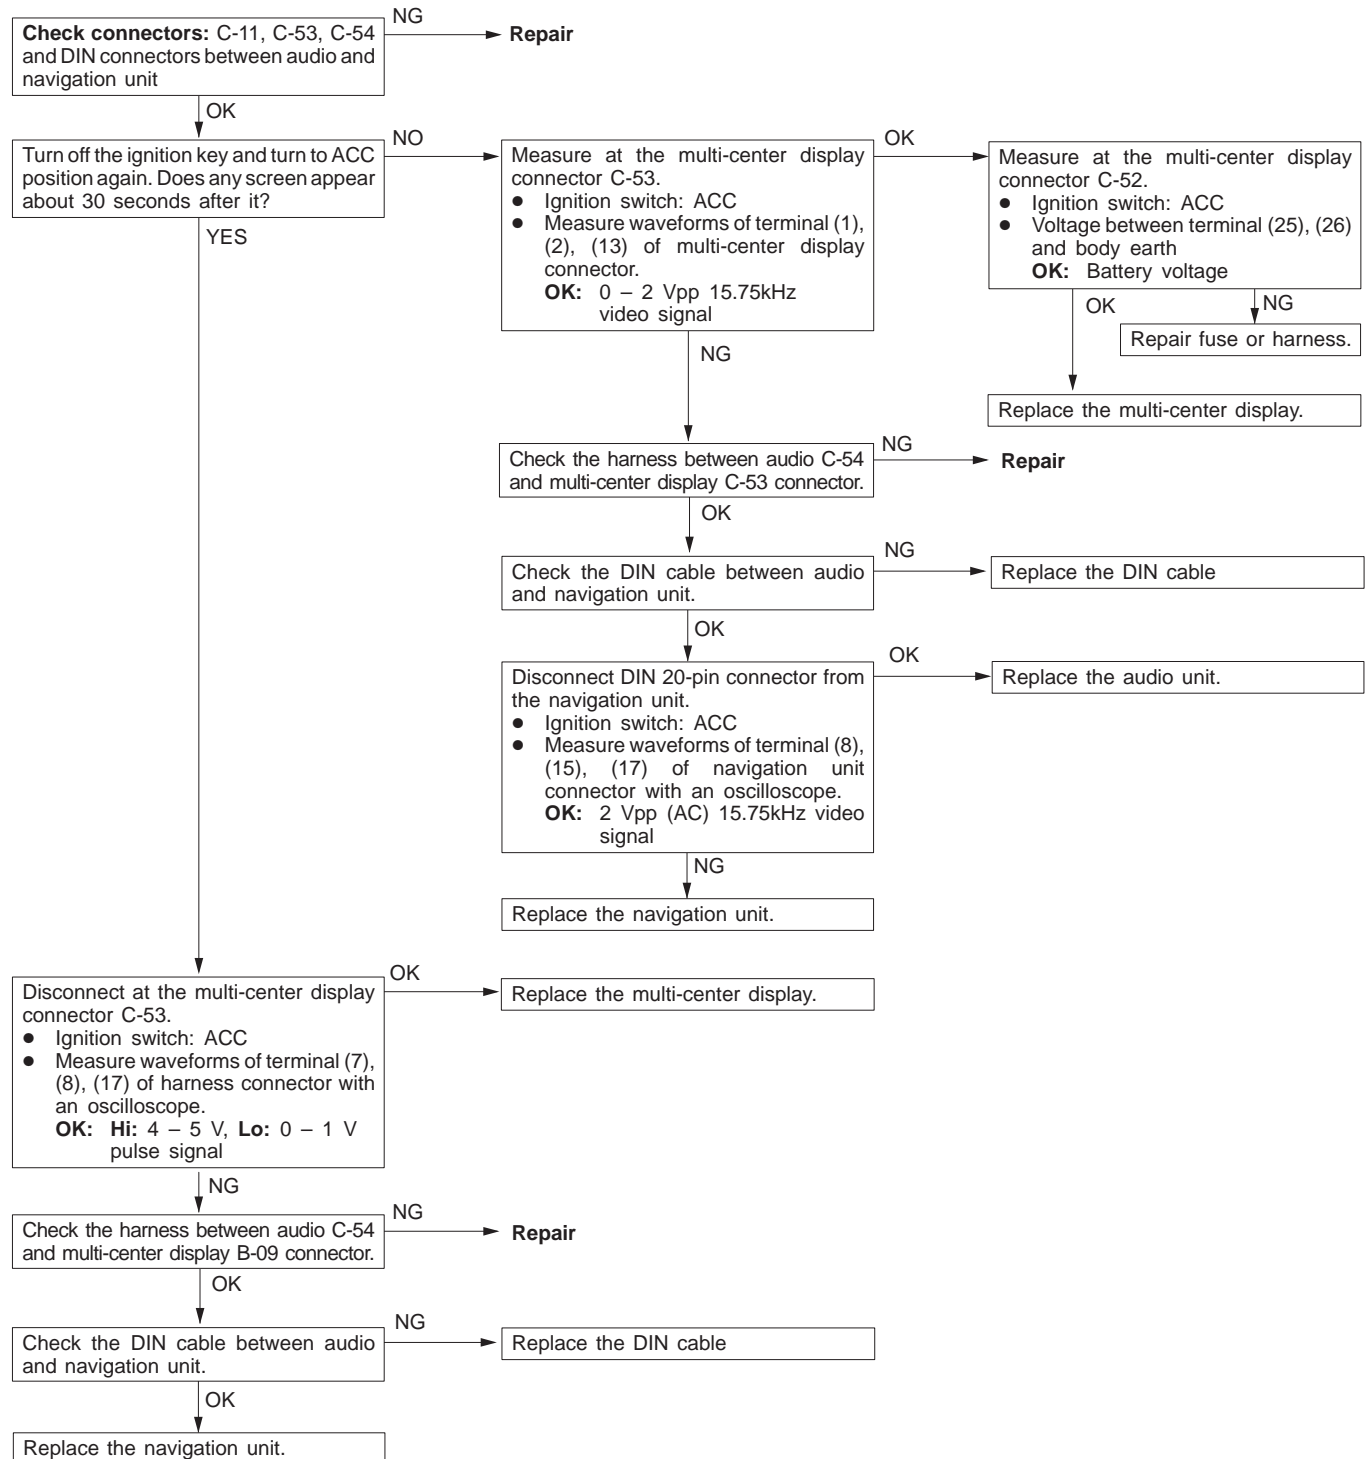 Check connectors: C-11, C-53, C-54
and DIN connectors between audio and
navigation unit
NG
Repair
OK
Turn off the ignition key and turn to ACC
position again. Does any screen appear
about 30 seconds after it?
NO
YES
Measure at the multi-center display
connector C-53.
● Ignition switch: ACC
● Measure waveforms of terminal (1),
(2), (13) of multi-center display
connector.
OK: 0 – 2 Vpp 15.75kHz
video signal
OK
NG
Measure at the multi-center display
connector C-52.
● Ignition switch: ACC
● Voltage between terminal (25), (26)
and body earth
OK: Battery voltage
OK
NG
Repair fuse or harness.
Replace the multi-center display.
Check the harness between audio C-54
and multi-center display C-53 connector.
NG
Repair
OK
Check the DIN cable between audio
and navigation unit.
NG
Replace the DIN cable
OK
Disconnect DIN 20-pin connector from
the navigation unit.
● Ignition switch: ACC
● Measure waveforms of terminal (8),
(15), (17) of navigation unit
connector with an oscilloscope.
OK: 2 Vpp (AC) 15.75kHz video
signal
OK
Replace the audio unit.
NG
Replace the navigation unit.
Disconnect at the multi-center display
connector C-53.
● Ignition switch: ACC
● Measure waveforms of terminal (7),
(8), (17) of harness connector with
an oscilloscope.
OK: Hi: 4 – 5 V, Lo: 0 – 1 V
pulse signal
OK
Replace the multi-center display.
NG
Check the harness between audio C-54
and multi-center display B-09 connector.
NG
Repair
OK
Check the DIN cable between audio
and navigation unit.
NG
Replace the DIN cable
OK
Replace the navigation unit.